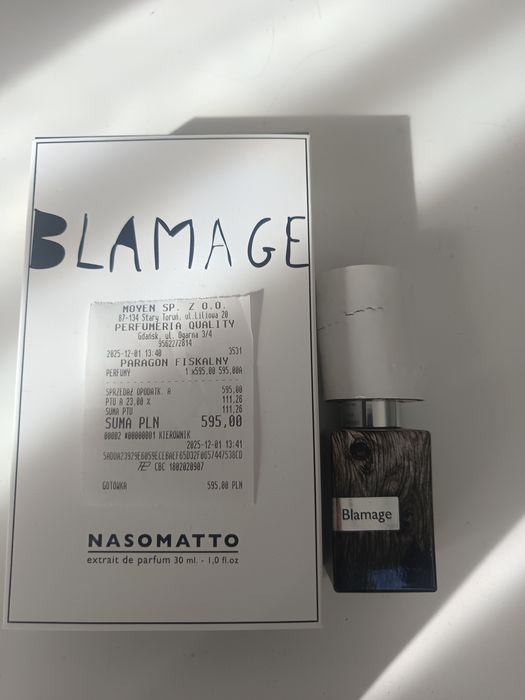 BLAMAGE
MOYEN SP. Z O.O.
87-134 Stary Toruń, ul.Liliowa 20
PERFUMERIA QUALITY
Gdańsk, ul. Ogarna 3/4
9562272814
2025-12-01 13:40 3531
PARAGON FISKALNY
PERFUMY 1 x595,00 595,00A
SPRZEDAŻ OPODATK. A 595,00
PTU A 23,00 % 111,26
SUMA PTU 111,26
SUMA PLN 595,00
00002 #00000001 KIEROWNIK
2025-12-01 13:41
CBC 1802020907
GOTÓWKA 595,00 PLN
NASOMATTO
extrait de parfum 30 ml. - 1,0 fl.oz
Blamage